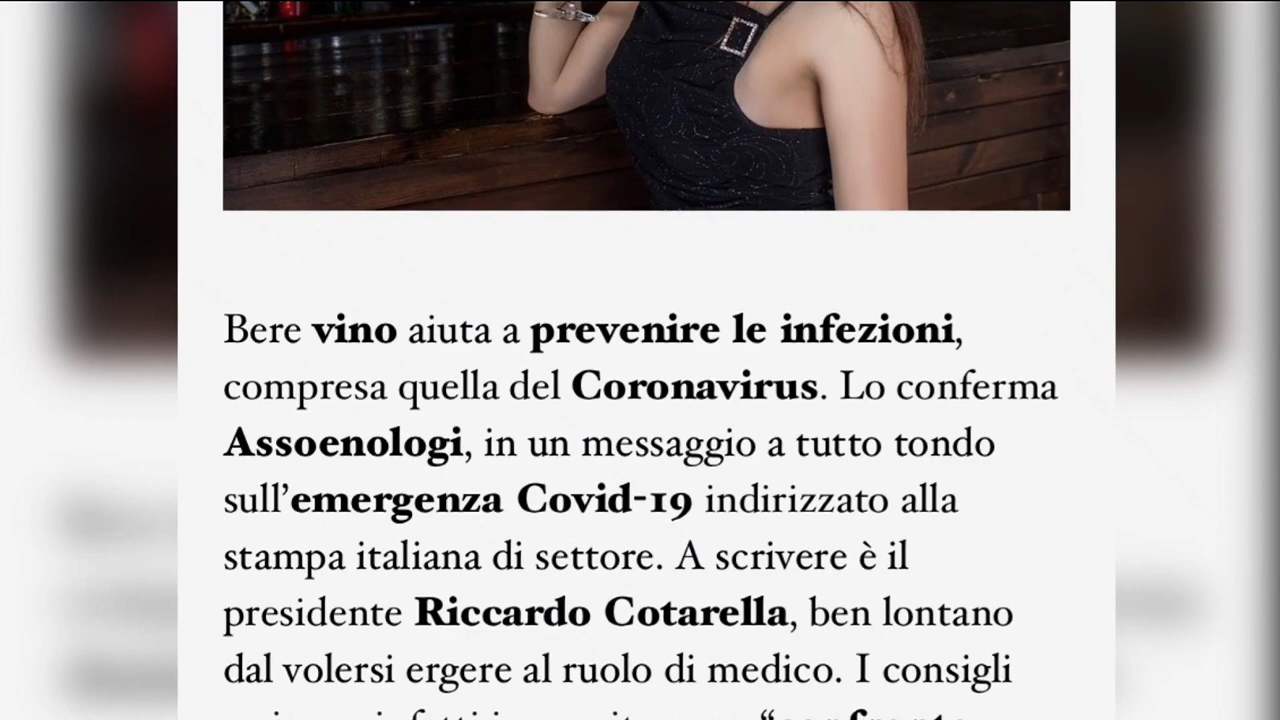 Bere vino aiuta a prevenire le infezioni,
compresa quella del Coronavirus. Lo conferma
Assoenologi, in un messaggio a tutto tondo
sull’emergenza Covid-19 indirizzato alla
stampa italiana di settore. A scrivere è il
presidente Riccardo Cotarella, ben lontano
dal volersi ergere al ruolo di medico. I consigli